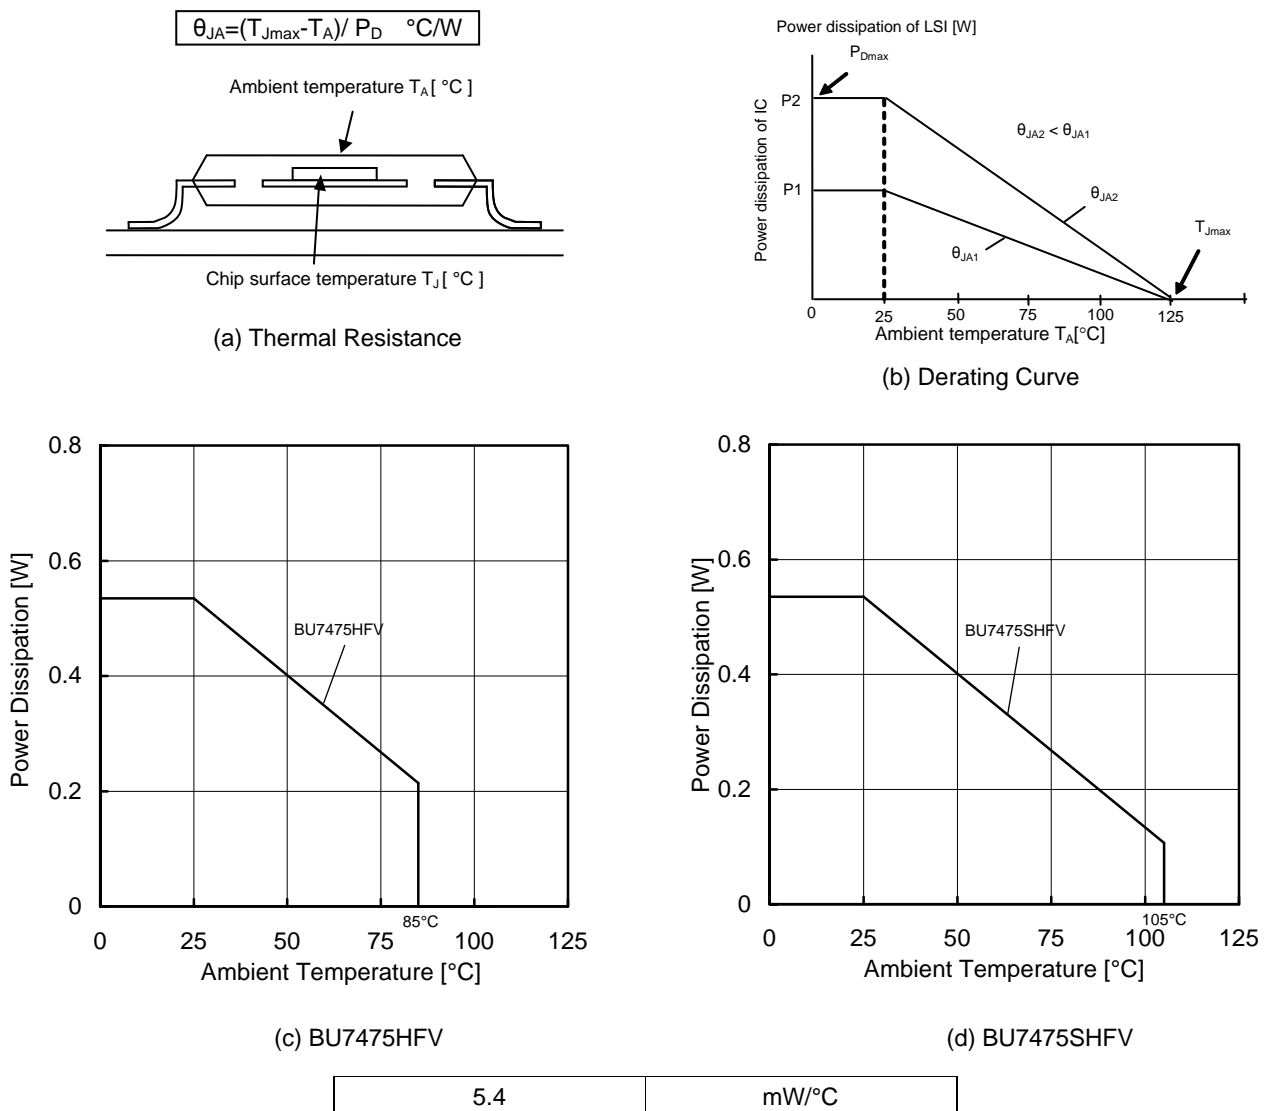 θJA=(TJmax-TA)/ PD °C/W
Ambient temperature TA[ °C ]
Chip surface temperature TJ[ °C ]
(a) Thermal Resistance
Power dissipation of LSI [W]
PDmax
Power dissipation of IC
P2
P1
θJA2 < θJA1
θJA2
θJA1
TJmax
0 25 50 75 100 125
Ambient temperature TA[°C]
(b) Derating Curve
Power Dissipation [W]
0.8
0.6
0.4
0.2
0
BU7475HFV
85°C
0 25 50 75 100 125
Ambient Temperature [°C]
(c) BU7475HFV
Power Dissipation [W]
0.8
0.6
0.4
0.2
0
BU7475SHFV
105°C
0 25 50 75 100 125
Ambient Temperature [°C]
(d) BU7475SHFV
5.4 mW/°C